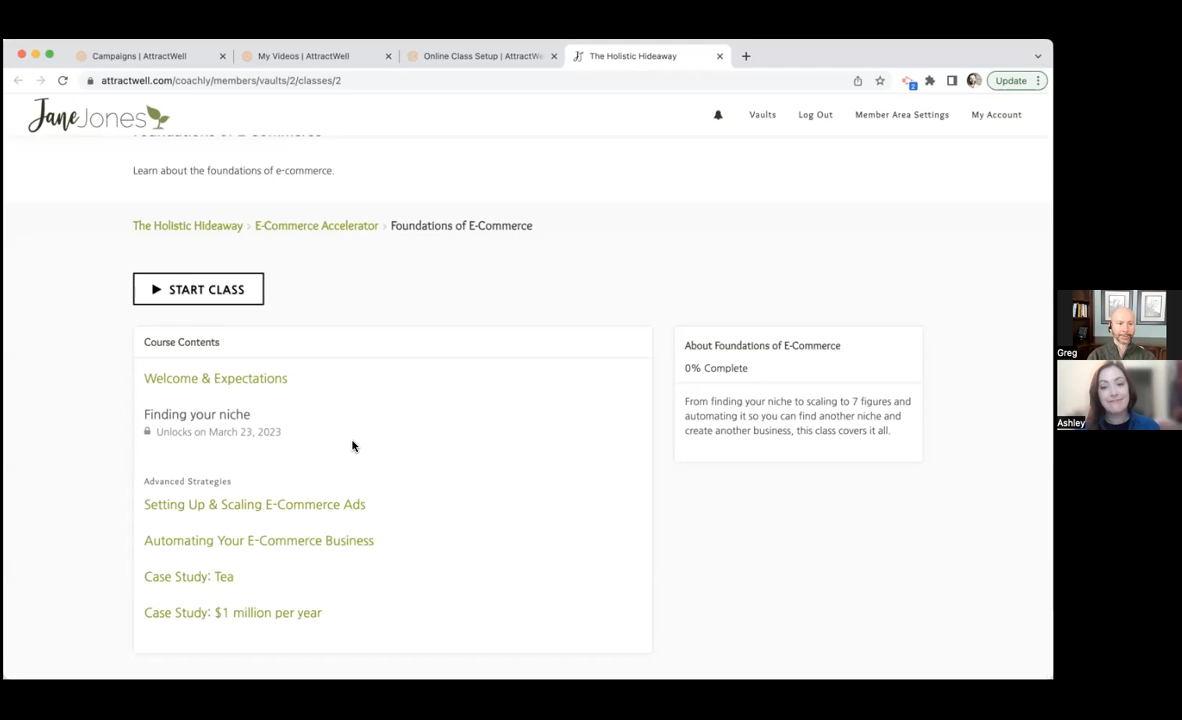 Campaigns | AttractWell
My Videos | AttractWell
Online Class Setup | AttractWe
The Holistic Hideaway
attractwell.com/coachly/members/vaults/2/classes/2
2
Update
JaneJones
Vaults
Log Out
Member Area Settings
My Account
Foundations of E-Commerce
Learn about the foundations of e-commerce.
The Holistic Hideaway > E-Commerce Accelerator > Foundations of E-Commerce
START CLASS
Course Contents
Welcome & Expectations
Finding your niche
Unlocks on March 23, 2023
Advanced Strategies
Setting Up & Scaling E-Commerce Ads
Automating Your E-Commerce Business
Case Study: Tea
Case Study: $1 million per year
About Foundations of E-Commerce
0% Complete
From finding your niche to scaling to 7 figures and
automating it so you can find another niche and
create another business, this class covers it all.
Greg
Ashley